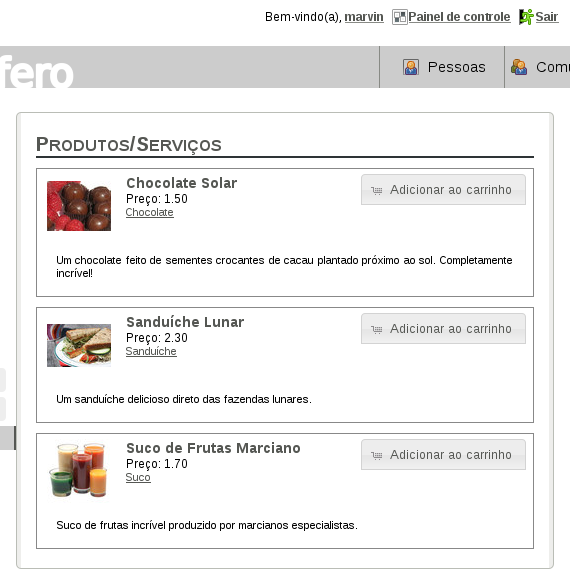 Bem-vindo(a), marvin Painel de controle Sair
fero
Pessoas
Produtos/Serviços
Chocolate Solar
Adicionar ao carrinho
Preço: 1.50
Chocolate
Um chocolate feito de sementes crocantes de cacau plantado próximo ao sol. Completamente
incrível!
Sanduíche Lunar
Adicionar ao carrinho
Preço: 2.30
Sanduíche
Um sanduíche delicioso direto das fazendas lunares.
Suco de Frutas Marciano
Adicionar ao carrinho
Preço: 1.70
Suco
Suco de frutas incrível produzido por marcianos especialistas.